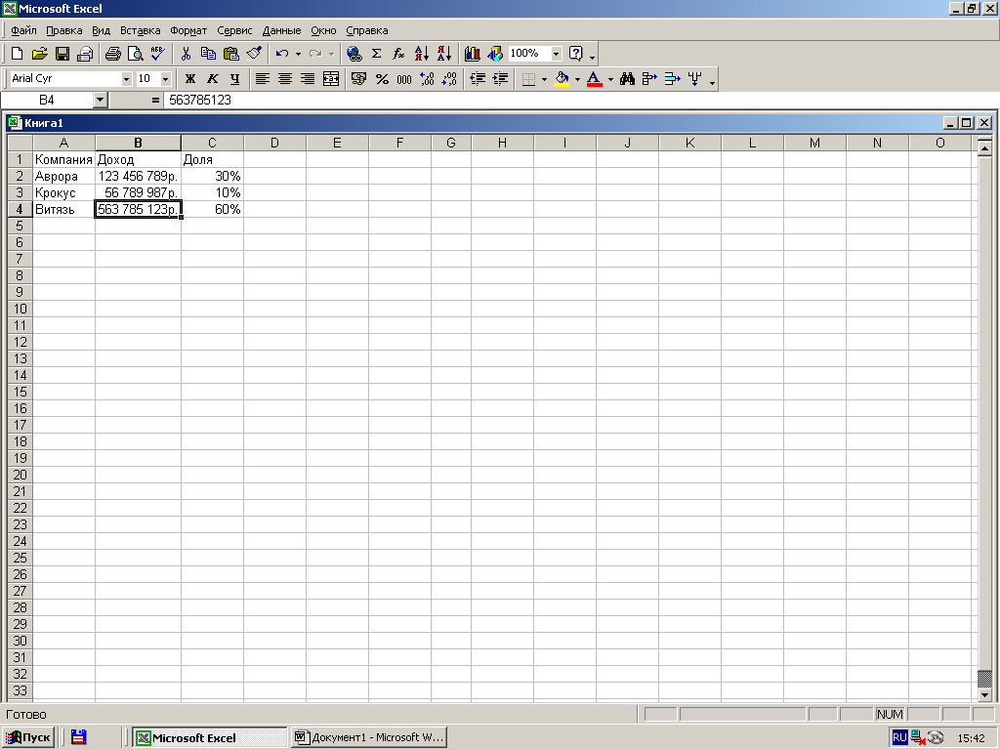 Microsoft Excel
Файл Правка Вид Вставка Формат Сервис Данные Окно Справка
100%
Arial Cyr 10 Ж К Ч % 000
B4 = 563785123
Книга1
A B C D E F G H I J K L M N O
1 Компания Доход Доля
2 Аврора 123 456 789р. 30%
3 Крокус 56 789 987р. 10%
4 Витязь 563 785 123р. 60%
5
6
7
8
9
10
11
12
13
14
15
16
17
18
19
20
21
22
23
24
25
26
27
28
29
30
31
32
33
Готово NUM
Пуск Microsoft Excel Документ1 - Microsoft W... RU 15:42